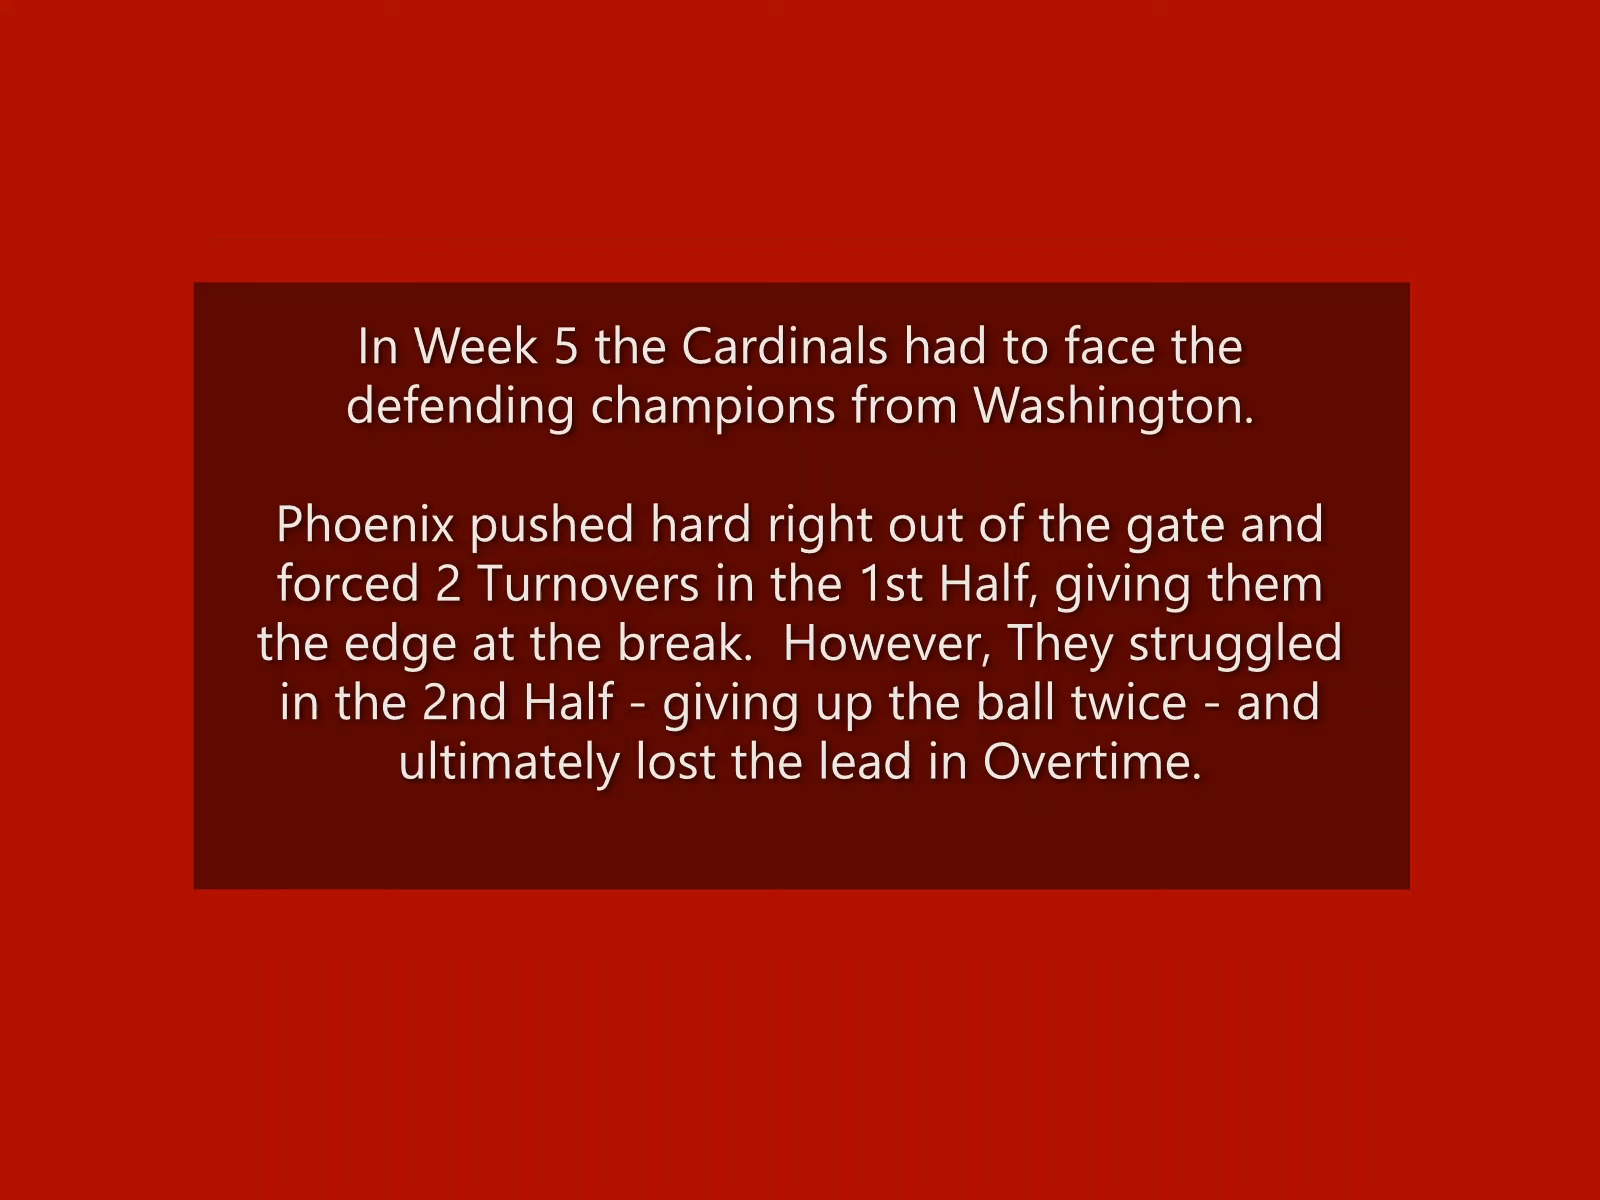 In Week 5 the Cardinals had to face the
defending champions from Washington.
Phoenix pushed hard right out of the gate and
forced 2 Turnovers in the 1st Half, giving them
the edge at the break.  However, They struggled
in the 2nd Half - giving up the ball twice - and
ultimately lost the lead in Overtime.